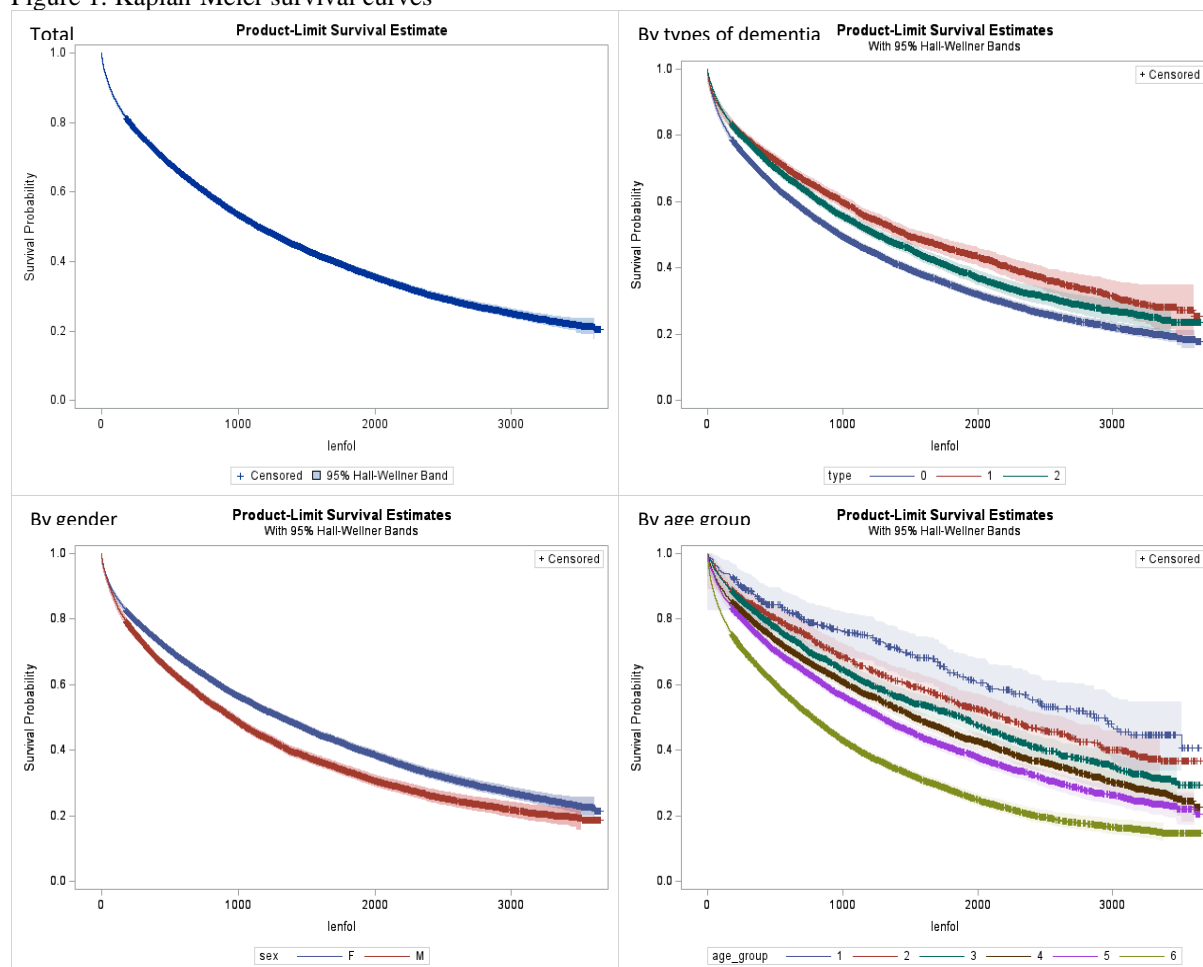 Figure 1: Kaplan-Meier survival curves
Total
Product-Limit Survival Estimate
1.0
0.8
0.6
0.4
0.2
0.0
Survival Probability
0 1000 2000 3000
lenfol
+ Censored 95% Hall-Wellner Band
By types of dementia
Product-Limit Survival Estimates
With 95% Hall-Wellner Bands
+ Censored
1.0
0.8
0.6
0.4
0.2
0.0
Survival Probability
0 1000 2000 3000
lenfol
type 0 1 2
By gender
Product-Limit Survival Estimates
With 95% Hall-Wellner Bands
+ Censored
1.0
0.8
0.6
0.4
0.2
0.0
Survival Probability
0 1000 2000 3000
lenfol
sex F M
By age group
Product-Limit Survival Estimates
With 95% Hall-Wellner Bands
+ Censored
1.0
0.8
0.6
0.4
0.2
0.0
Survival Probability
0 1000 2000 3000
lenfol
age_group 1 2 3 4 5 6